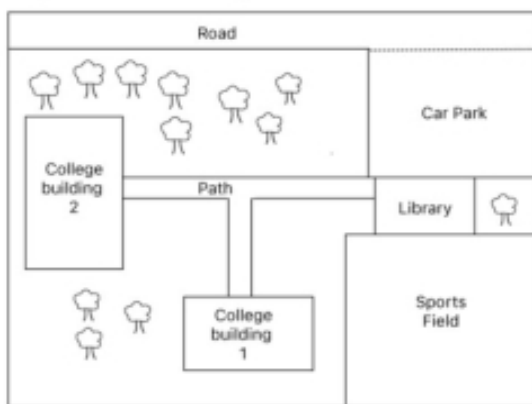 Road
Car Park
College
building
2
Path
Library
College
building
1
Sports
Field